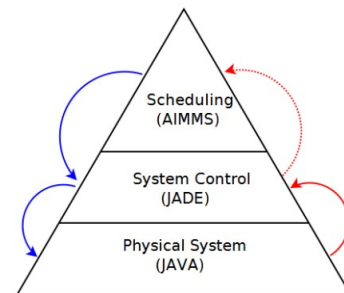 Scheduling
(AIMMS)
System Control
(JADE)
Physical System
(JAVA)